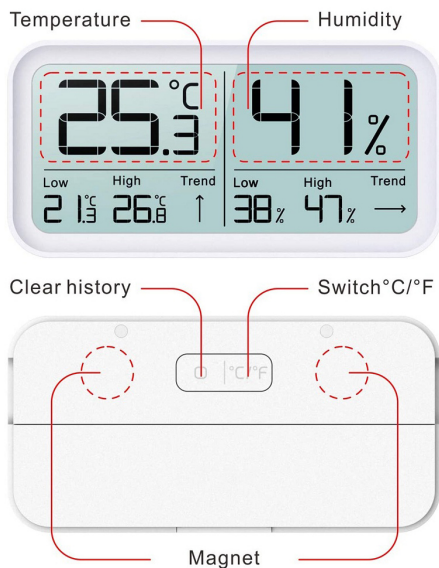 Temperature
Humidity
25.3°C
41%
Low High Trend
21.3°C 26.8°C ↑
Low High Trend
38% 47% →
Clear history
Switch°C/°F
0 °C/°F
Magnet